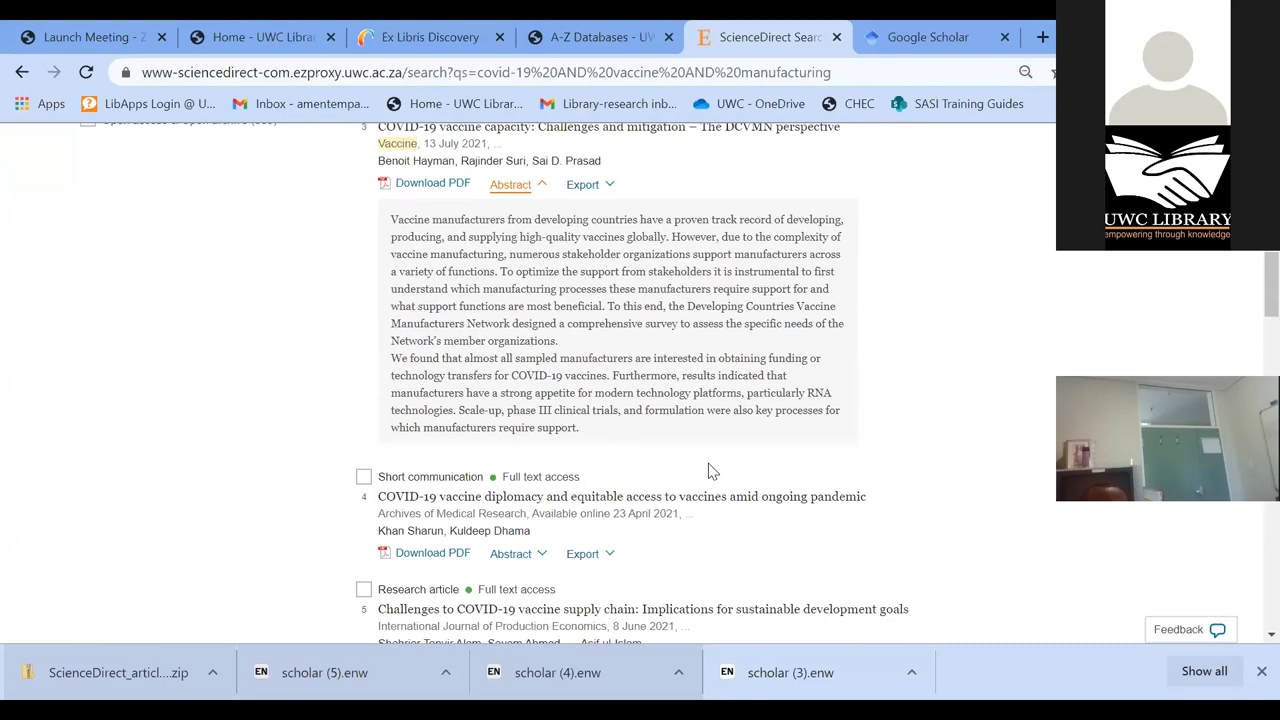 Launch Meeting - Z
Home - UWC Libra
Ex Libris Discovery
A-Z Databases - UW
ScienceDirect Searc
Google Scholar
www-sciencedirect-com.ezproxy.uwc.ac.za/search?qs=covid-19%20AND%20vaccine%20AND%20manufacturing
Apps
LibApps Login @ U...
Inbox - amentempa...
Home - UWC Librar...
Library-research inb...
UWC - OneDrive
CHEC
SASI Training Guides
3 COVID-19 vaccine capacity: Challenges and mitigation – The DCVMN perspective
Vaccine, 13 July 2021, ...
Benoit Hayman, Rajinder Suri, Sai D. Prasad
Download PDF Abstract Export
Vaccine manufacturers from developing countries have a proven track record of developing,
producing, and supplying high-quality vaccines globally. However, due to the complexity of
vaccine manufacturing, numerous stakeholder organizations support manufacturers across
a variety of functions. To optimize the support from stakeholders it is instrumental to first
understand which manufacturing processes these manufacturers require support for and
what support functions are most beneficial. To this end, the Developing Countries Vaccine
Manufacturers Network designed a comprehensive survey to assess the specific needs of the
Network's member organizations.
We found that almost all sampled manufacturers are interested in obtaining funding or
technology transfers for COVID-19 vaccines. Furthermore, results indicated that
manufacturers have a strong appetite for modern technology platforms, particularly RNA
technologies. Scale-up, phase III clinical trials, and formulation were also key processes for
which manufacturers require support.
Short communication Full text access
4 COVID-19 vaccine diplomacy and equitable access to vaccines amid ongoing pandemic
Archives of Medical Research, Available online 23 April 2021, ...
Khan Sharun, Kuldeep Dhama
Download PDF Abstract Export
Research article Full text access
5 Challenges to COVID-19 vaccine supply chain: Implications for sustainable development goals
International Journal of Production Economics, 8 June 2021, ...
Feedback
ScienceDirect_articl....zip
EN scholar (5).enw
EN scholar (4).enw
EN scholar (3).enw
Show all
UWC LIBRARY
empowering through knowledge